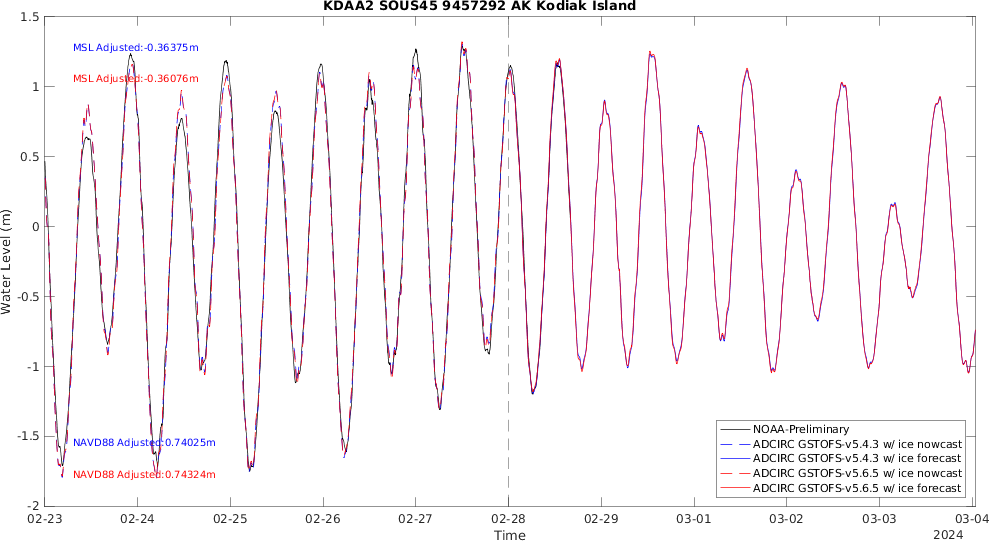 KDAA2 SOUS45 9457292 AK Kodiak Island
1.5
1
0.5
0
-0.5
-1
-1.5
-2
Water Level (m)
MSL Adjusted:-0.36375m
MSL Adjusted:-0.36076m
NAVD88 Adjusted:0.74025m
NAVD88 Adjusted:0.74324m
NOAA-Preliminary
ADCIRC GSTOFS-v5.4.3 w/ ice nowcast
ADCIRC GSTOFS-v5.4.3 w/ ice forecast
ADCIRC GSTOFS-v5.6.5 w/ ice nowcast
ADCIRC GSTOFS-v5.6.5 w/ ice forecast
02-23 02-24 02-25 02-26 02-27 02-28 02-29 03-01 03-02 03-03 03-04
Time
2024